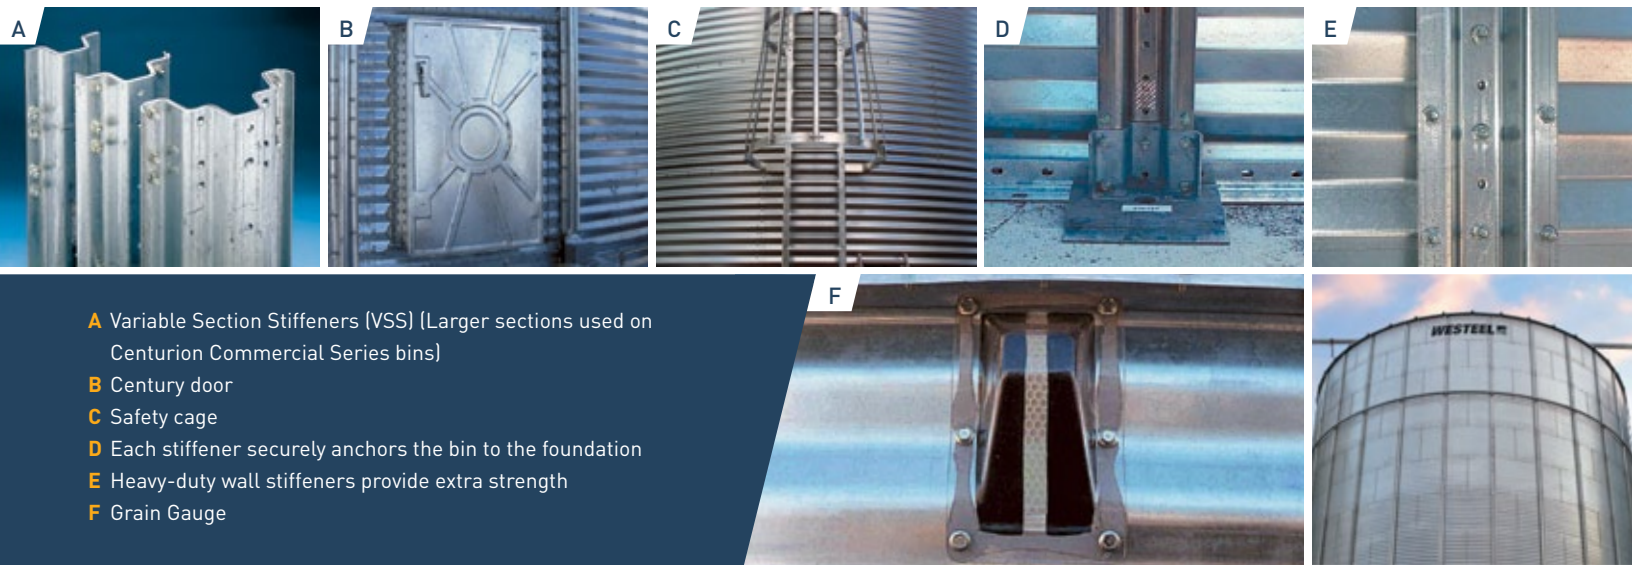 A
B
C
D
E
A Variable Section Stiffeners (VSS) (Larger sections used on
Centurion Commercial Series bins)
B Century door
C Safety cage
D Each stiffener securely anchors the bin to the foundation
E Heavy-duty wall stiffeners provide extra strength
F Grain Gauge
F
WESTEEL